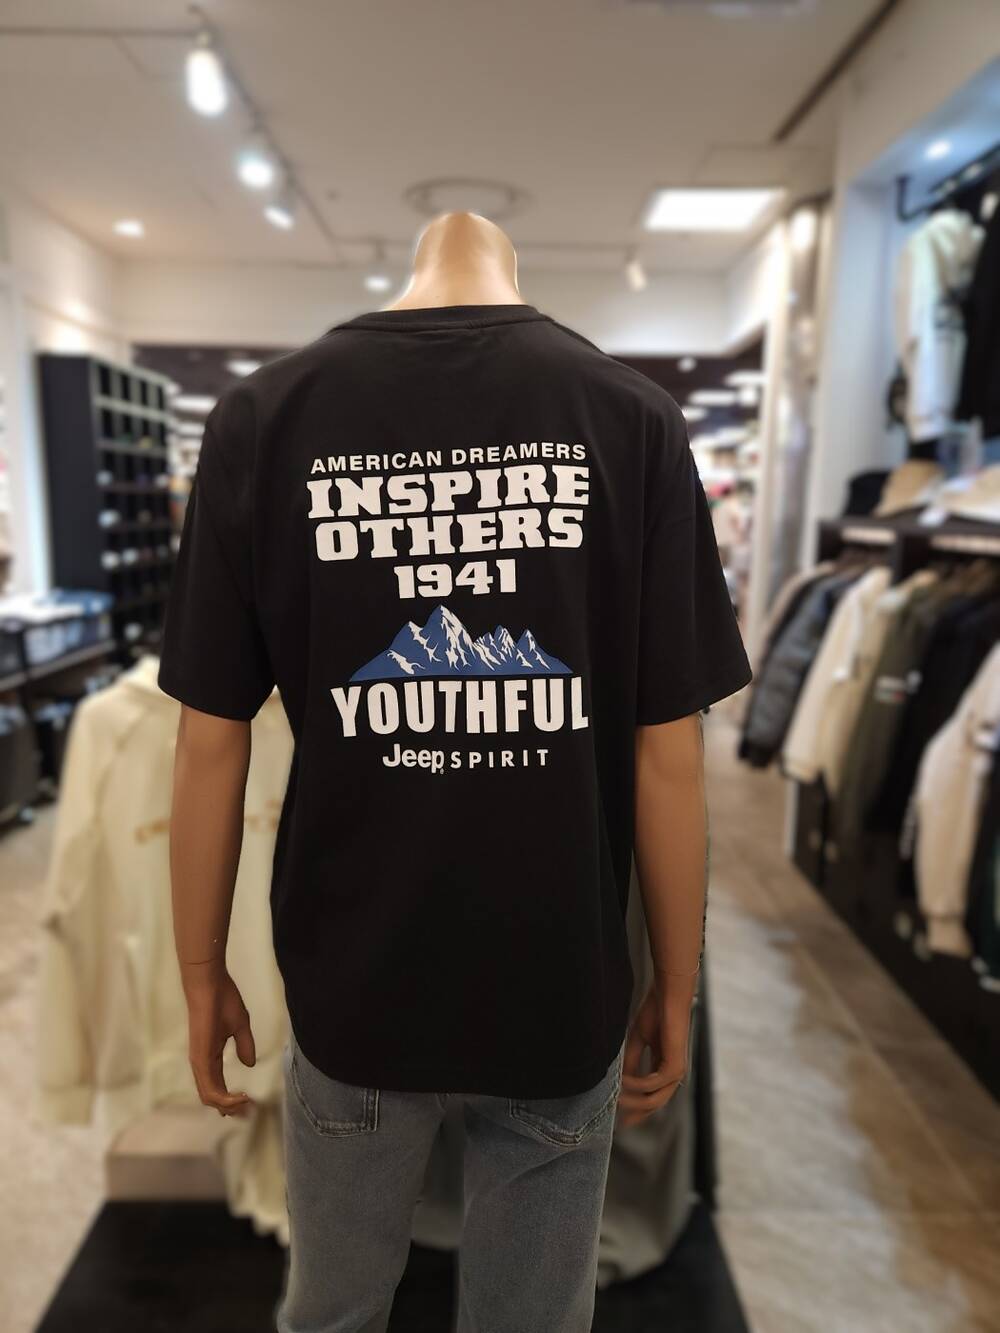 AMERICAN DREAMERS
INSPIRE
OTHERS
1941
YOUTHFUL
Jeep SPIRIT